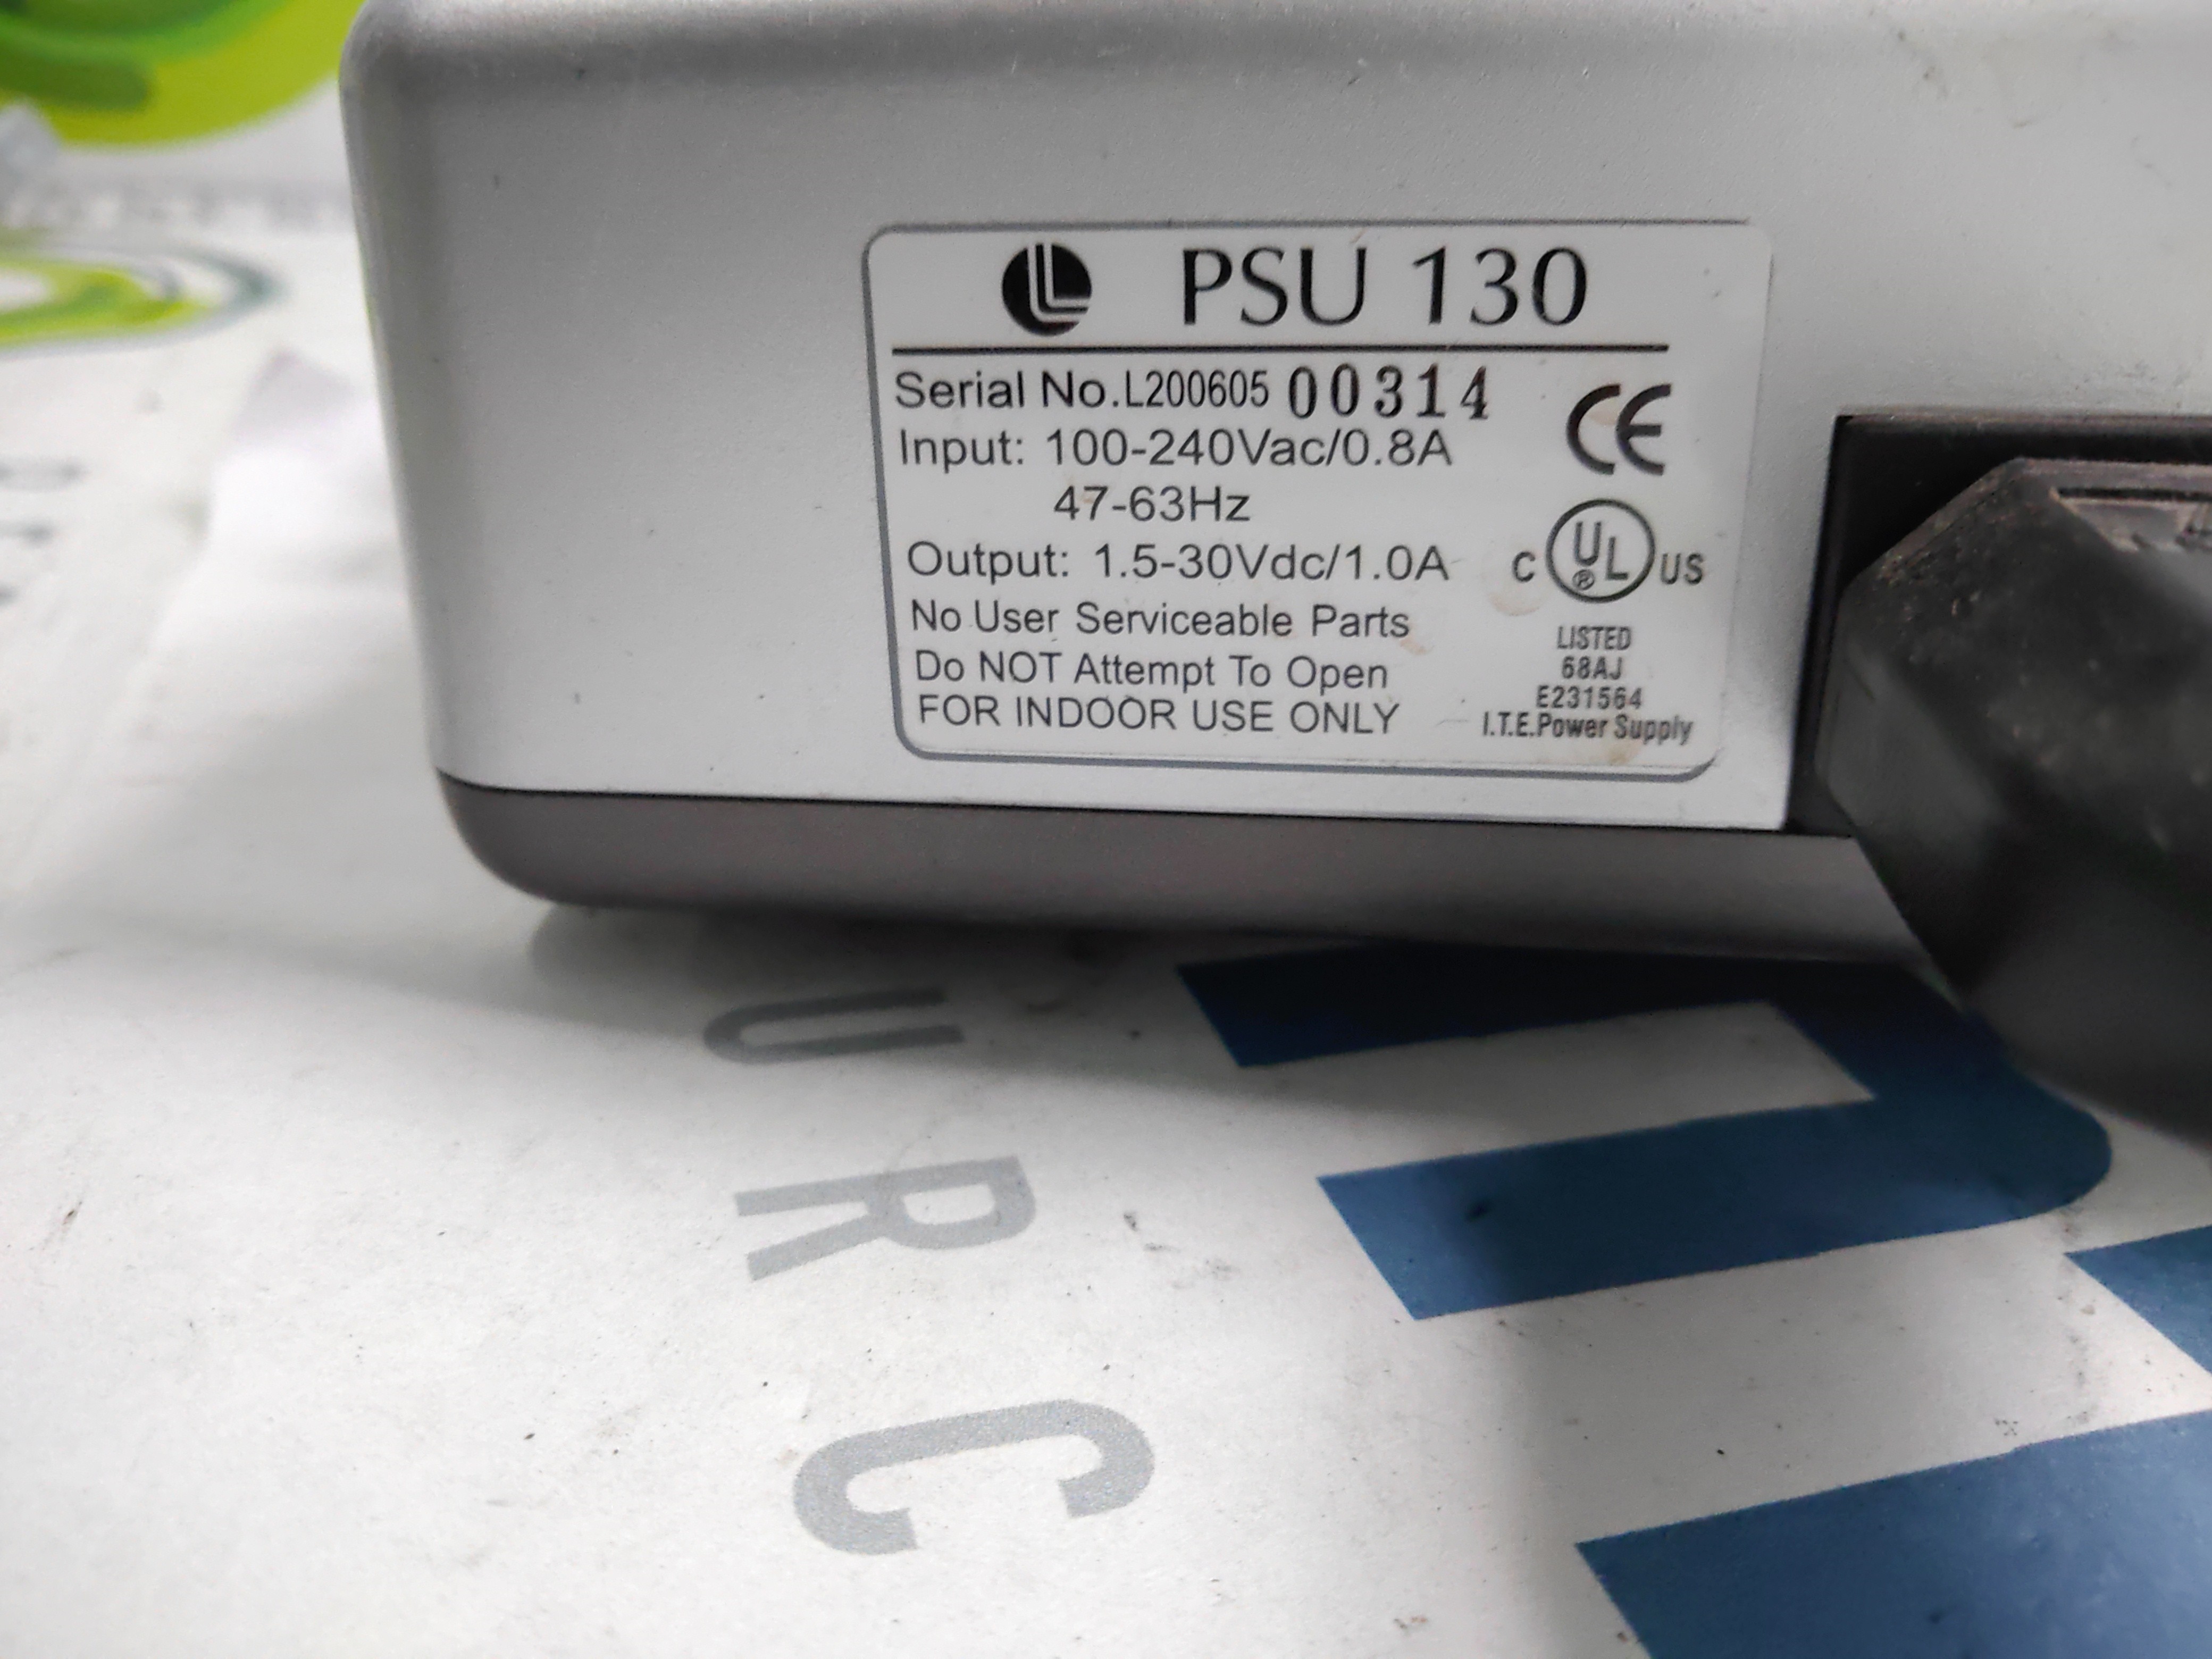 PSU 130
Serial No.L200605 00314
CE
Input: 100-240Vac/0.8A
47-63Hz
Output: 1.5-30Vdc/1.0A
C UL® US
No User Serviceable Parts
Do NOT Attempt To Open
FOR INDOOR USE ONLY
LISTED
68AJ
E231564
I.T.E.Power Supply
URC